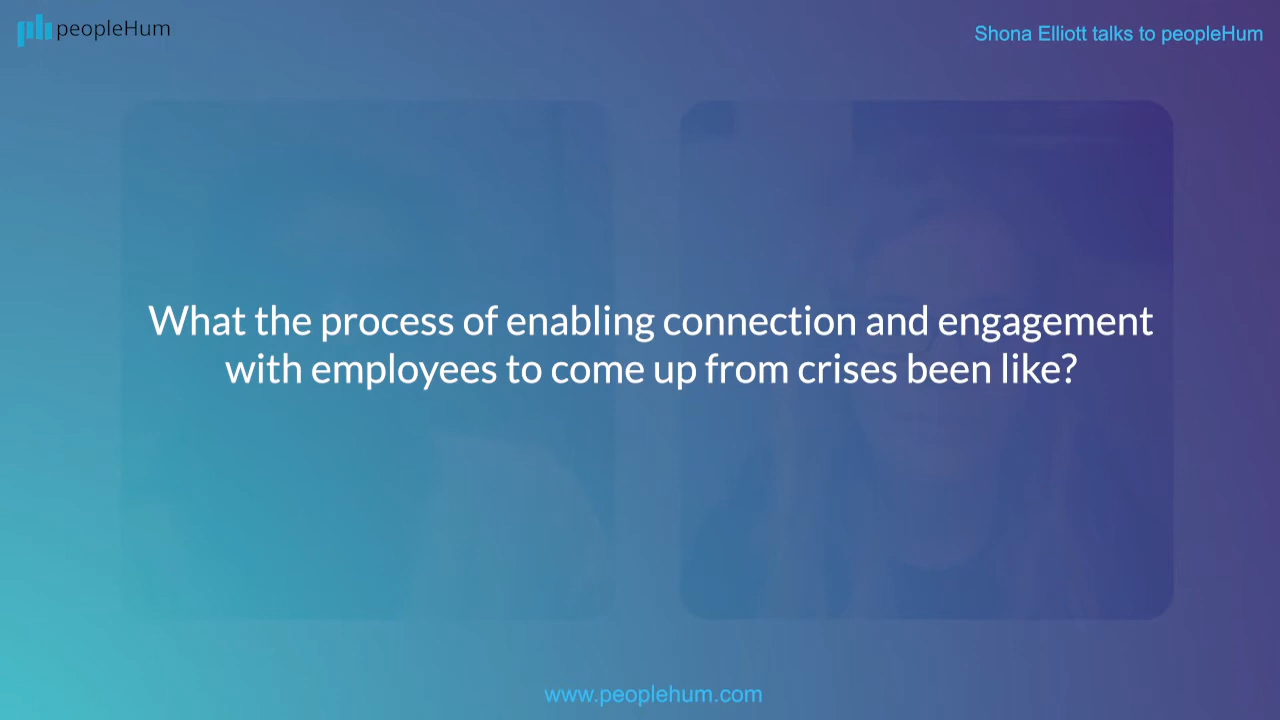 peopleHum
Shona Elliott talks to peopleHum
What the process of enabling connection and engagement
with employees to come up from crises been like?
www.peoplehum.com